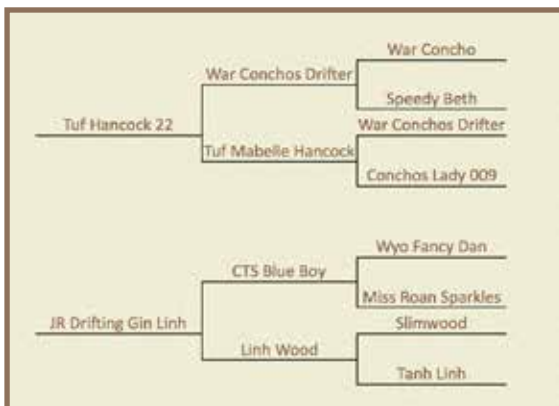 War Concho
War Conchos Drifter
Speedy Beth
Tuf Hancock 22
War Conchos Drifter
Tuf Mabelle Hancock
Conchos Lady 009
Wyo Fancy Dan
CTS Blue Boy
Miss Roan Sparkles
JR Drifting Gin Linh
Slimwood
Linh Wood
Tanh Linh